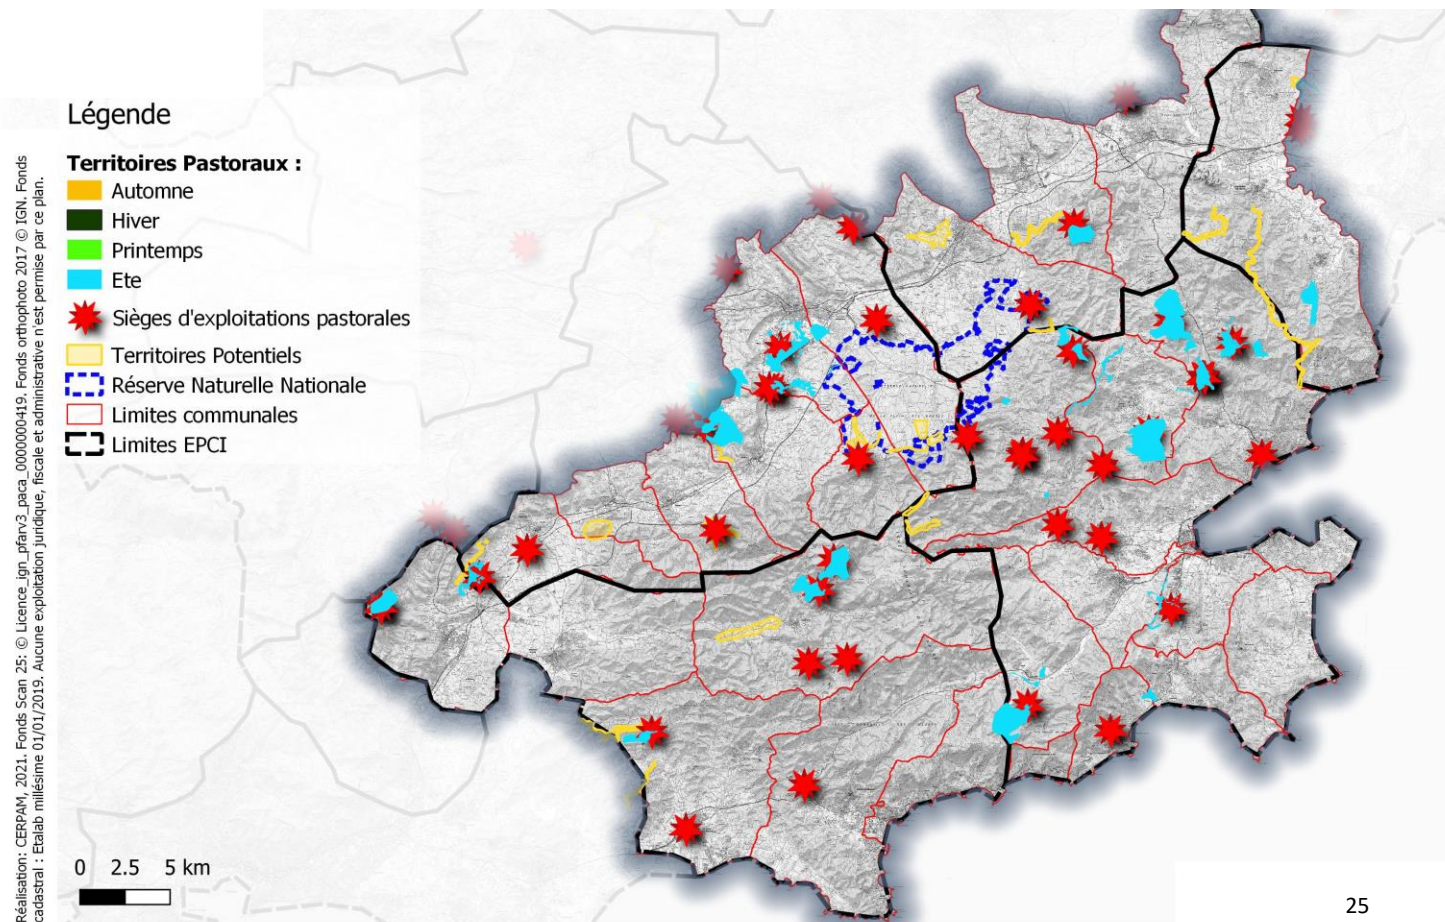 Légende
Territoires Pastoraux :
Automne
Hiver
Printemps
Ete
Sièges d'exploitations pastorales
Territoires Potentiels
Réserve Naturelle Nationale
Limites communales
Limites EPCI
0 2.5 5 km
Réalisation: CERPAM, 2021. Fonds Scan 25: © Licence_ign_pfarv3_paca_0000000419. Fonds orthophoto 2017 © IGN. Fonds
cadastral : Etalab millésime 01/01/2019. Aucune exploitation juridique, fiscale et administrative n'est permise par ce plan.
25